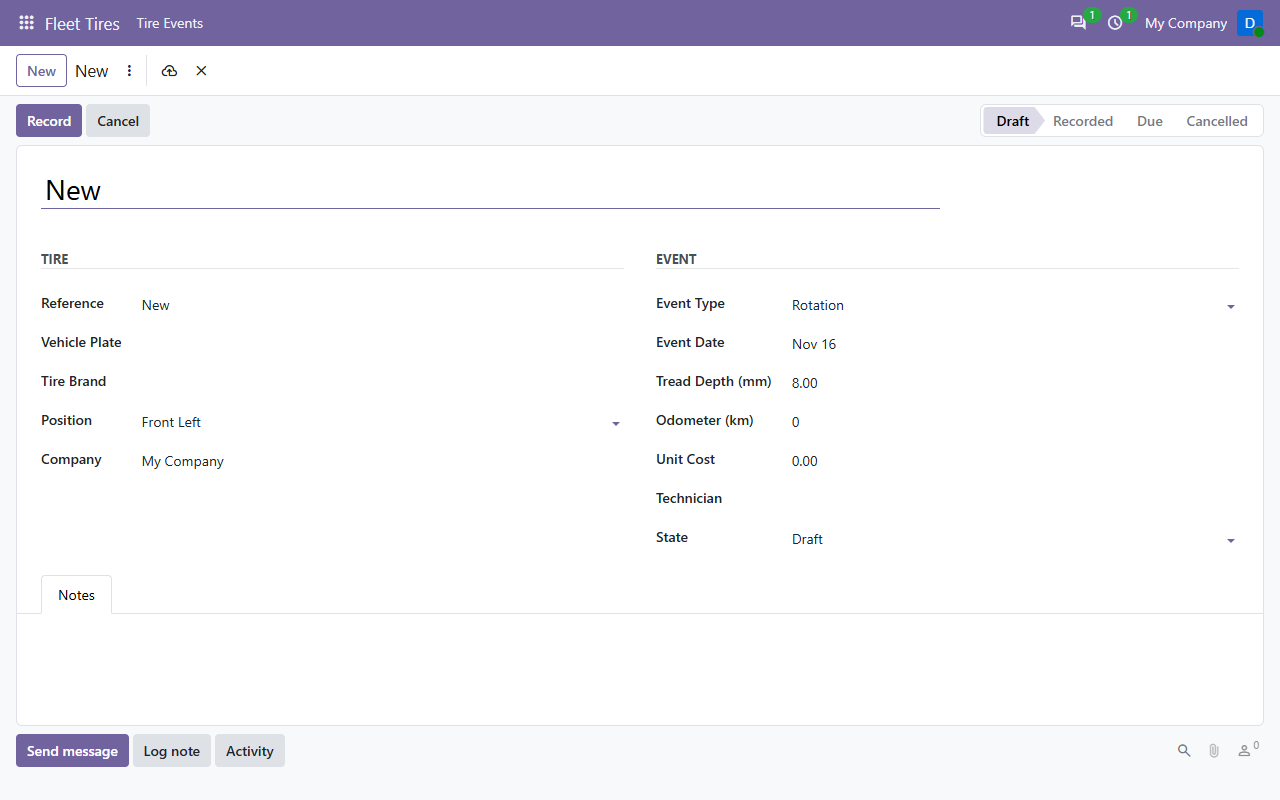 Fleet Tires Tire Events 1 1 My Company D
New New
Record Cancel Draft Recorded Due Cancelled
New
TIRE EVENT
Reference New Event Type Rotation
Vehicle Plate Event Date Nov 16
Tire Brand Tread Depth (mm) 8.00
Position Front Left Odometer (km) 0
Company My Company Unit Cost 0.00
Technician
State Draft
Notes
Send message Log note Activity 0